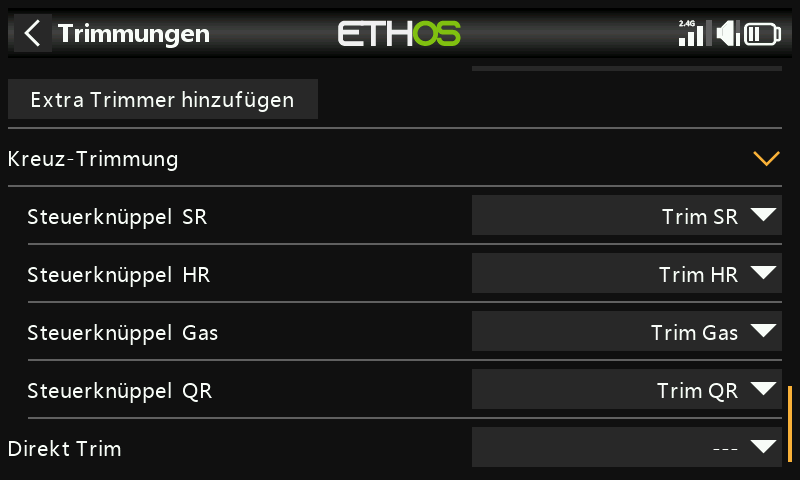 Trimmungen
ETHOS
2.4G
Extra Trimmer hinzufügen
Kreuz-Trimmung
Steuerknüppel SR
Trim SR
Steuerknüppel HR
Trim HR
Steuerknüppel Gas
Trim Gas
Steuerknüppel QR
Trim QR
Direkt Trim
---